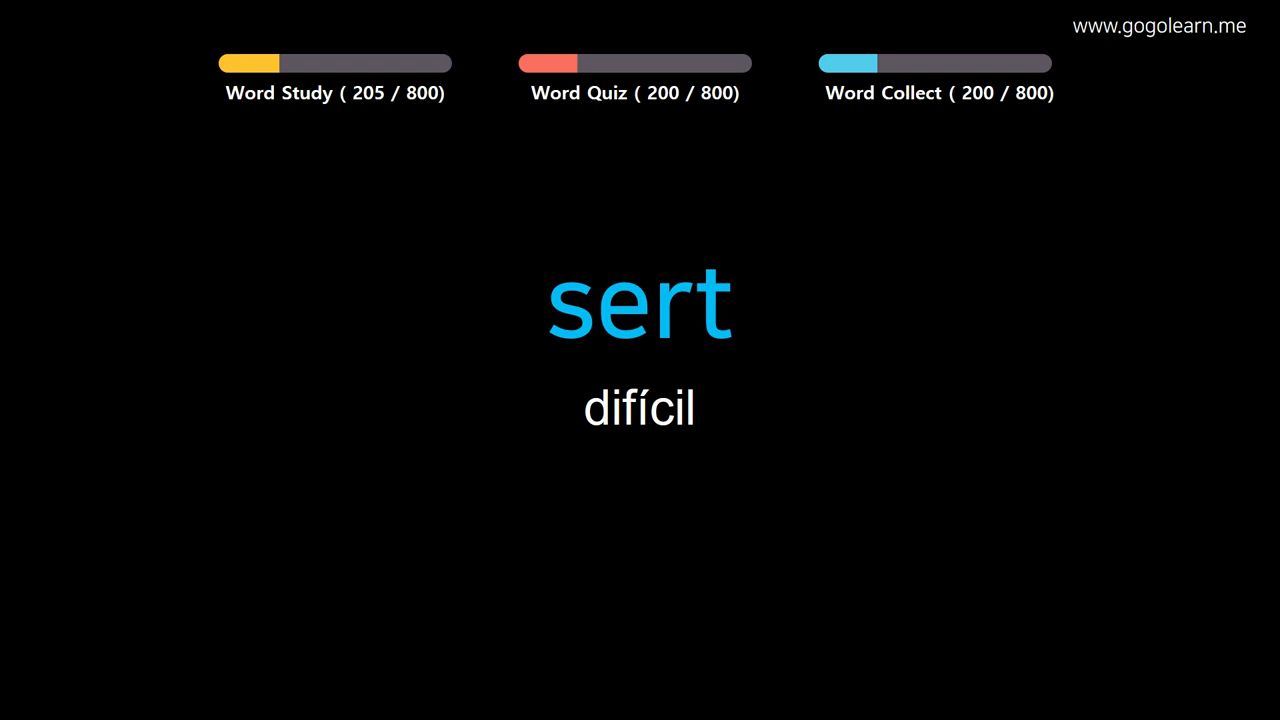 www.gogolearn.me
Word Study ( 205 / 800)
Word Quiz ( 200 / 800)
Word Collect ( 200 / 800)
sert
difícil